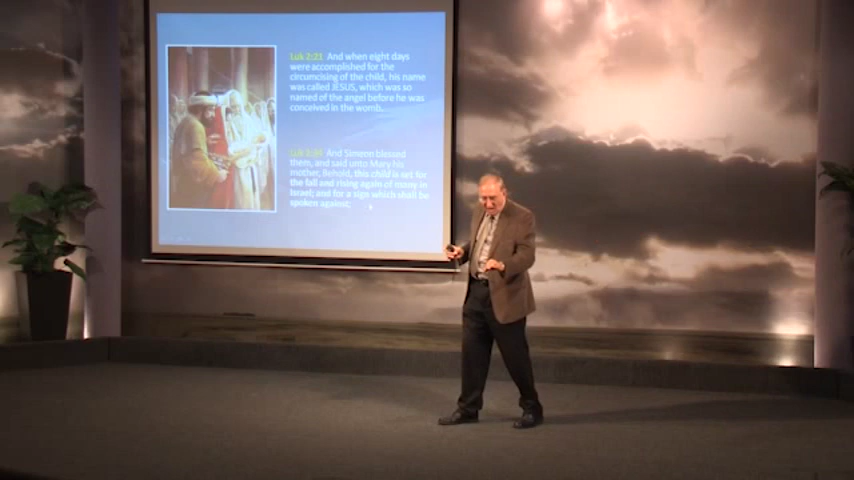 Luk 2:21 And when eight days
were accomplished for the
circumcising of the child, his name
was called JESUS, which was so
named of the angel before he was
conceived in the womb.
Luk 2:34 And Simeon blessed
them, and said unto Mary his
mother, Behold, this child is set for
the fall and rising again of many in
Israel; and for a sign which shall be
spoken against;